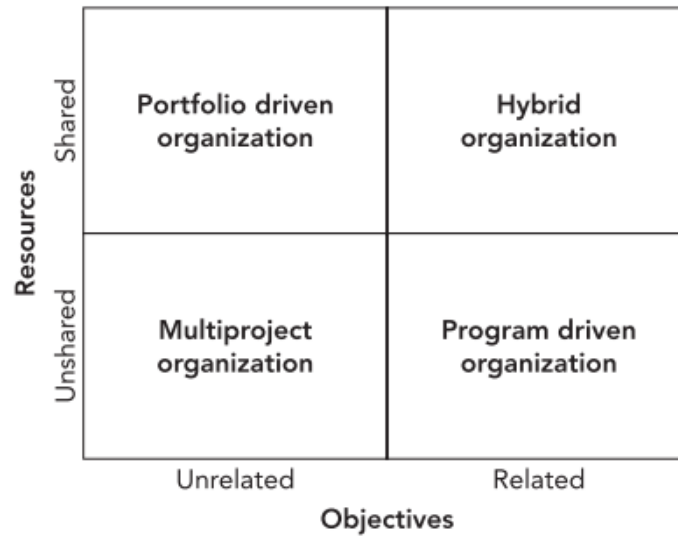 Resources
Shared
Portfolio driven
organization
Hybrid
organization
Unshared
Multiproject
organization
Program driven
organization
Unrelated
Related
Objectives